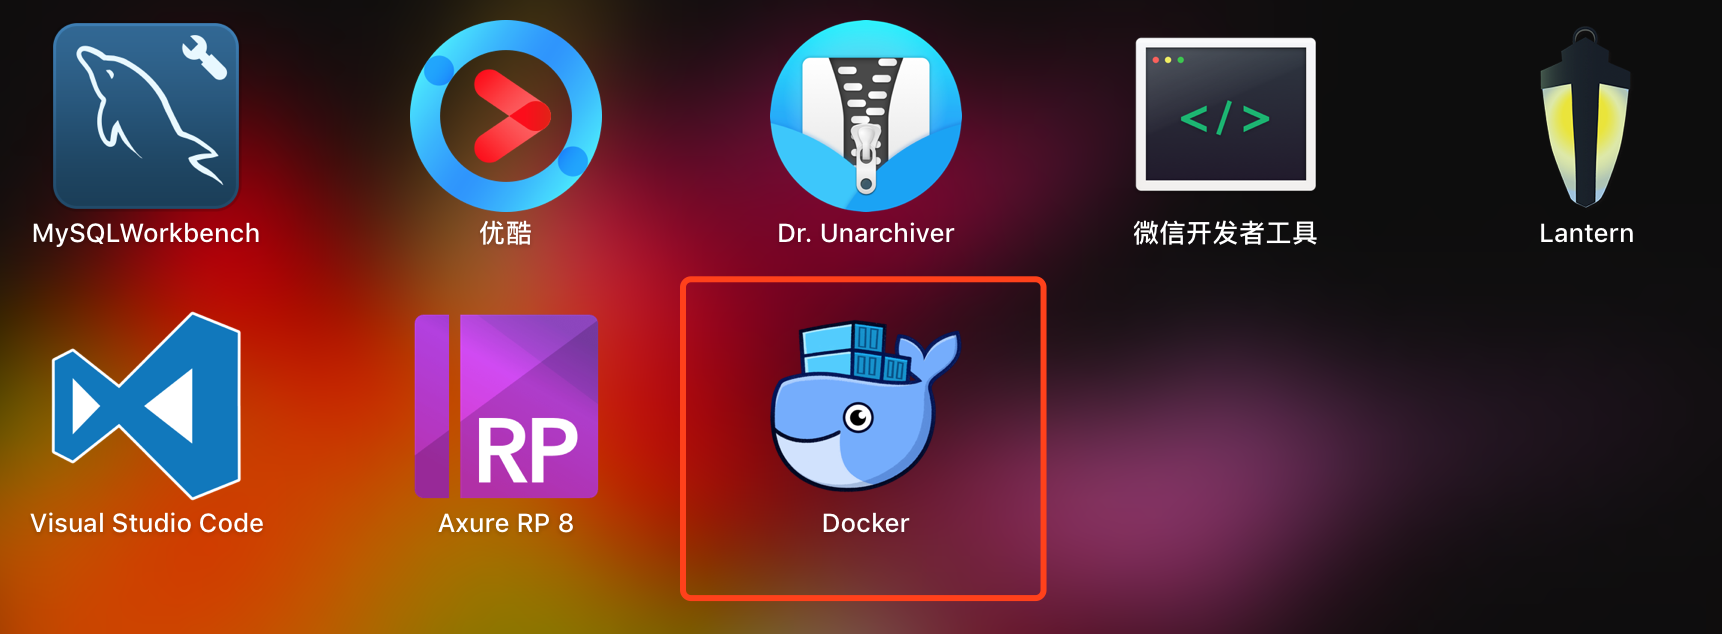 MySQLWorkbench
优酷
Dr. Unarchiver
</>
微信开发者工具
Lantern
RP
Visual Studio Code
Axure RP 8
Docker